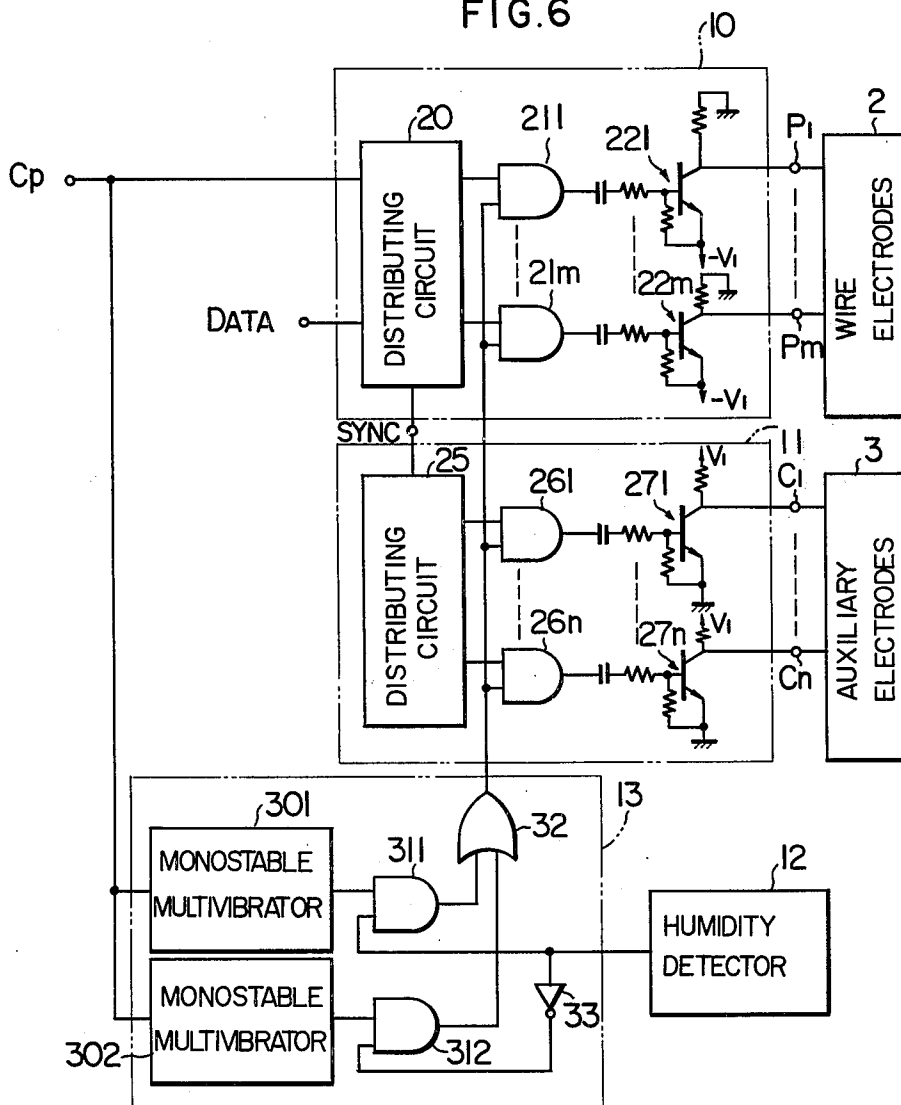 FIG.6
10
20
211
221
P1
2
Cp
DISTRIBUTING
CIRCUIT
WIRE
ELECTRODES
-V1
21m
22m
DATA
Pm
-V1
SYNC
11
25
261
271
V1
C1
3
DISTRIBUTING
CIRCUIT
AUXILIARY
ELECTRODES
26n
27n
V1
Cn
13
301
32
MONOSTABLE
MULTIVIBRATOR
311
12
HUMIDITY
DETECTOR
MONOSTABLE
MULTIVIBRATOR
33
302
312